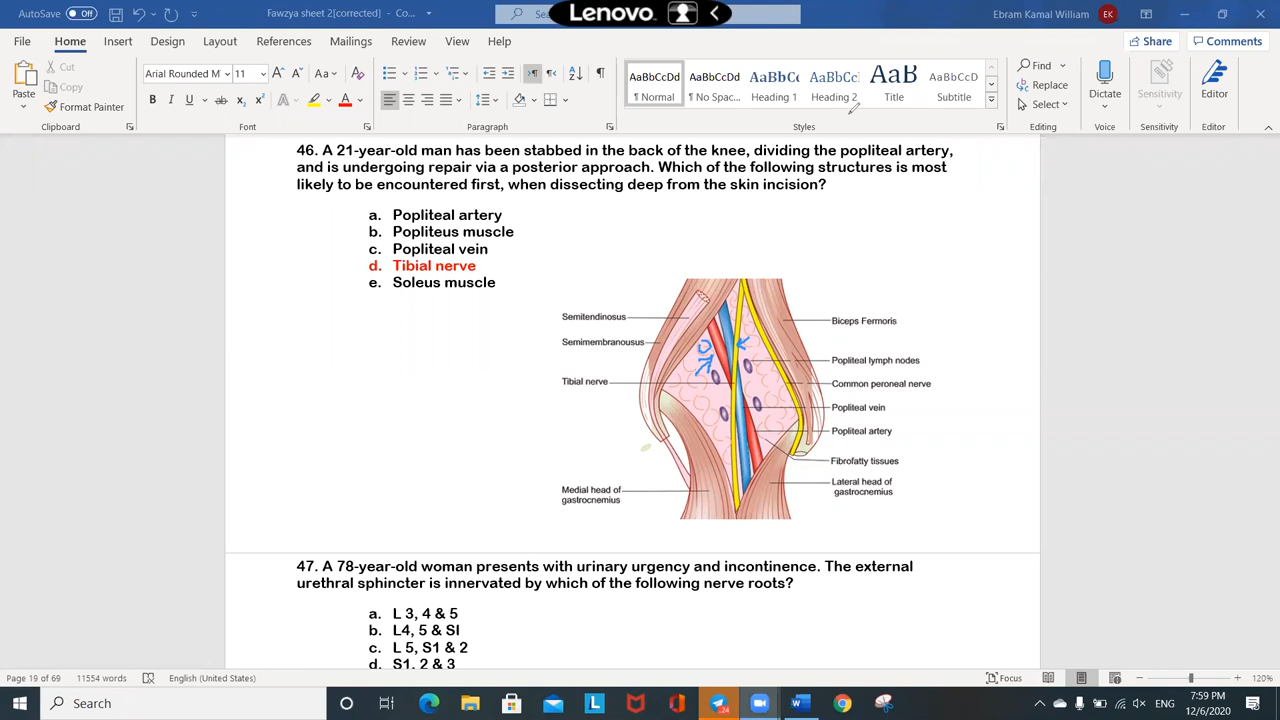 Lenovo
AutoSave Off
Ebram Kamal William EK
File Home Insert Design Layout References Mailings Review View Help Share Comments
Paste
Cut
Copy
Format Painter
Clipboard
Arial Rounded M 11
Font
Paragraph
AaBbCcDd AaBbCcDd AaBbCc AaBbCc AaB AaBbCcDd
¶ Normal ¶ No Spac... Heading 1 Heading 2 Title Subtitle
Styles
Find
Replace
Select
Editing
Dictate
Voice
Sensitivity
Sensitivity
Editor
Editor
46. A 21-year-old man has been stabbed in the back of the knee, dividing the popliteal artery,
and is undergoing repair via a posterior approach. Which of the following structures is most
likely to be encountered first, when dissecting deep from the skin incision?
a. Popliteal artery
b. Popliteus muscle
c. Popliteal vein
d. Tibial nerve
e. Soleus muscle
Semitendinosus
Semimembranousus
Tibial nerve
Medial head of
gastrocnemius
Biceps Fermoris
Popliteal lymph nodes
Common peroneal nerve
Popliteal vein
Popliteal artery
Fibrofatty tissues
Lateral head of
gastrocnemius
47. A 78-year-old woman presents with urinary urgency and incontinence. The external
urethral sphincter is innervated by which of the following nerve roots?
a. L 3, 4 & 5
b. L4, 5 & SI
c. L 5, S1 & 2
d. S1, 2 & 3
Page 19 of 69 11554 words English (United States) Focus 120%
Search
24
ENG
7:59 PM
12/6/2020